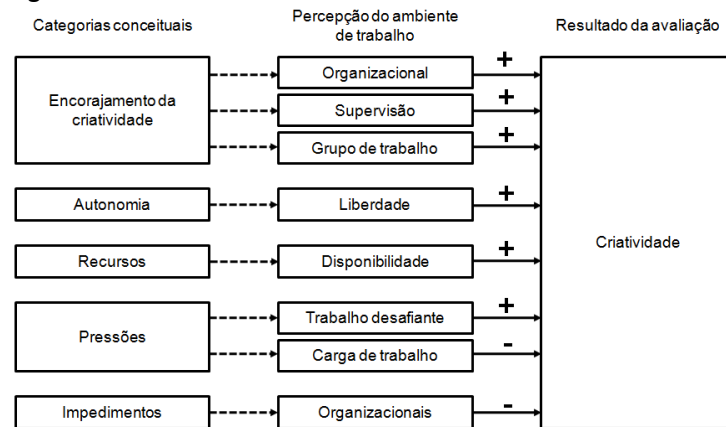 Categorias conceituais
Percepção do ambiente
de trabalho
Resultado da avaliação
Encorajamento da
criatividade
Organizacional
+
Supervisão
+
Grupo de trabalho
+
Autonomia
Liberdade
+
Recursos
Disponibilidade
+
Pressões
Trabalho desafiante
+
Carga de trabalho
-
Impedimentos
Organizacionais
-
Criatividade